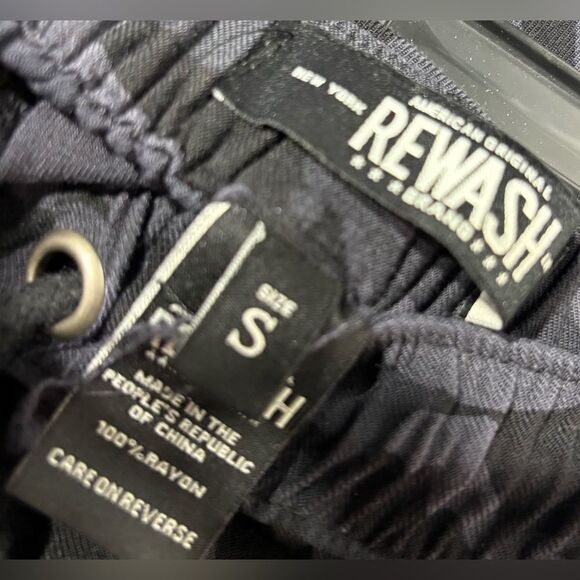 NEW YORK
AMERICAN ORIGINAL
REWASH
BRAND
SIZE
S
H
MADE IN THE
PEOPLE'S REPUBLIC
OF CHINA
100% RAYON
CARE ON REVERSE